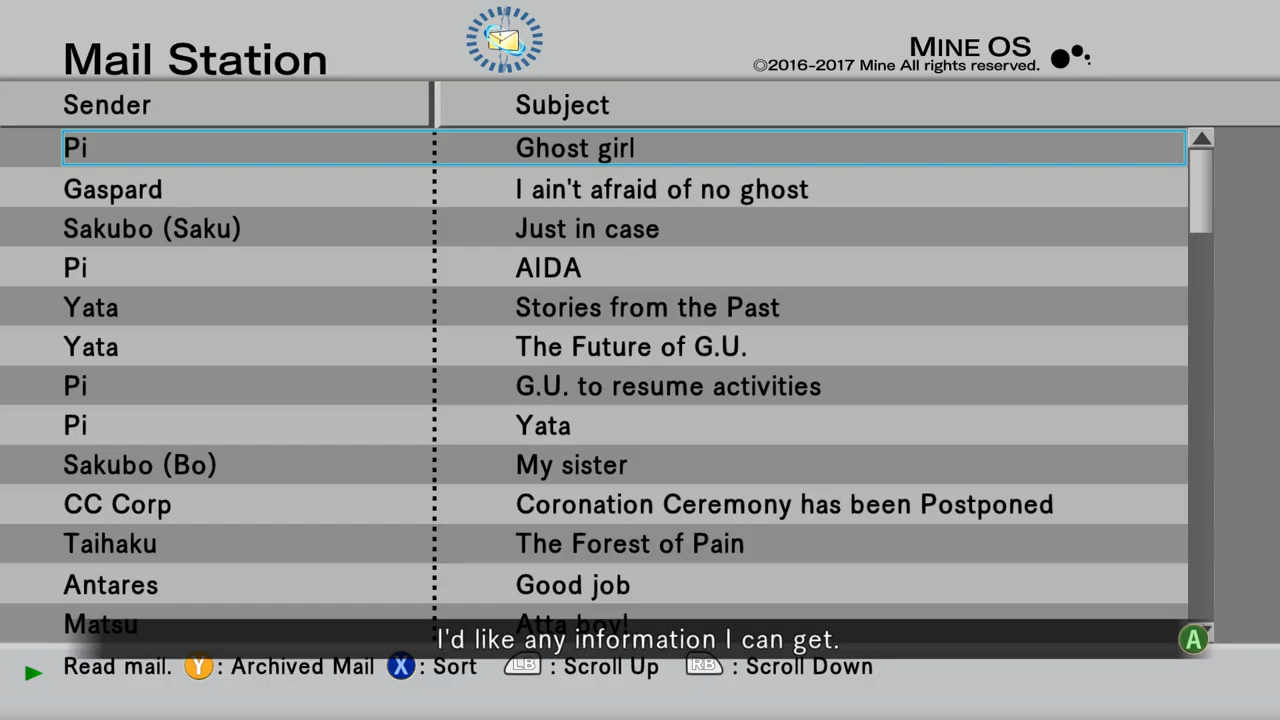 Mail Station
MINE OS
©2016-2017 Mine All rights reserved.
Sender Subject
Pi Ghost girl
Gaspard I ain't afraid of no ghost
Sakubo (Saku) Just in case
Pi AIDA
Yata Stories from the Past
Yata The Future of G.U.
Pi G.U. to resume activities
Pi Yata
Sakubo (Bo) My sister
CC Corp Coronation Ceremony has been Postponed
Taihaku The Forest of Pain
Antares Good job
Matsu Atta boy!
I'd like any information I can get. A
Read mail. Y : Archived Mail X : Sort LB : Scroll Up RB : Scroll Down